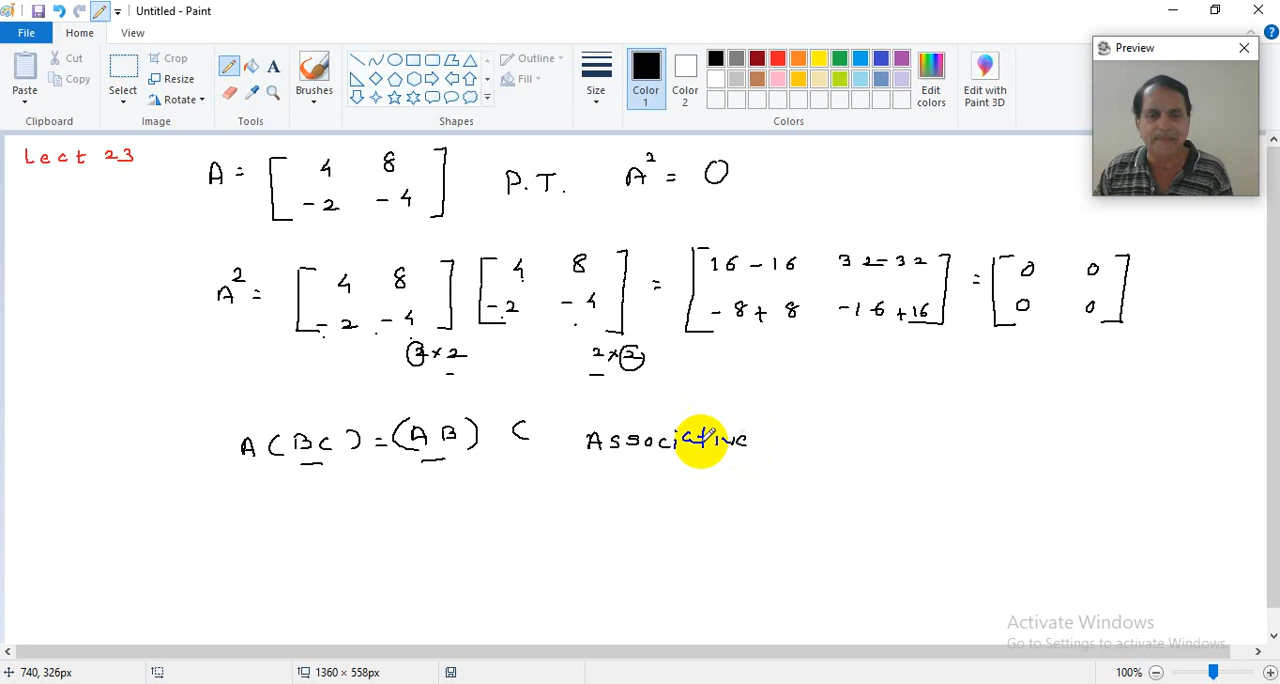 Untitled - Paint
File Home View
Paste Cut Copy Clipboard
Select Crop Resize Rotate Image
Tools
Brushes
Outline Fill Shapes
Size
Color 1 Color 2 Edit colors Edit with Paint 3D Colors
Preview
Lect 23
A = [ 4 8 P.T. A² = 0
-2 -4 ]
A² = [ 4 8 [ 4 8 = [ 16 - 16 32 - 32 = [ 0 0
-2 -4 ] -2 -4 ] -8 + 8 -16 + 16 ] 0 0 ]
2 × 2 2 × 2
A ( B C ) = ( A B ) C Associative
Activate Windows
Go to Settings to activate Windows.
740, 326px 1360 × 558px 100%